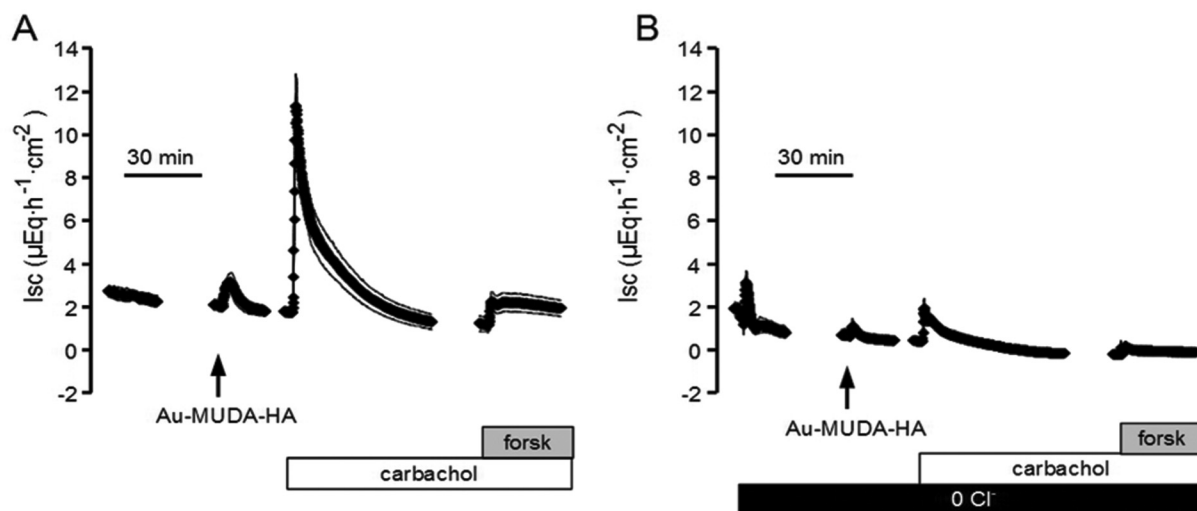 A
14
12
10
8
6
4
2
0
-2
Isc (µEq·h⁻¹·cm⁻²)
30 min
Au-MUDA-HA
forsk
carbachol
B
14
12
10
8
6
4
2
0
-2
Isc (µEq·h⁻¹·cm⁻²)
30 min
Au-MUDA-HA
forsk
carbachol
0 Cl⁻